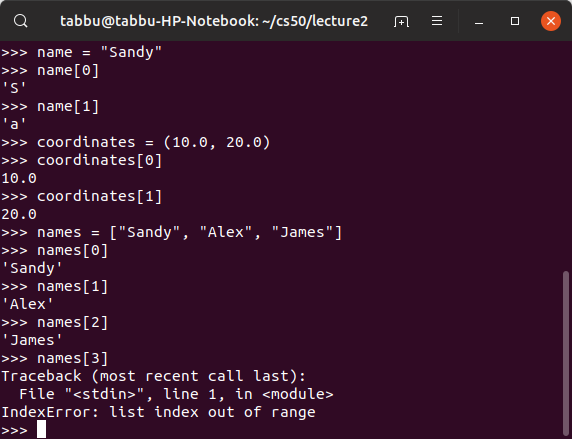 tabbu@tabbu-HP-Notebook: ~/cs50/lecture2
>>> name = "Sandy"
>>> name[0]
'S'
>>> name[1]
'a'
>>> coordinates = (10.0, 20.0)
>>> coordinates[0]
10.0
>>> coordinates[1]
20.0
>>> names = ["Sandy", "Alex", "James"]
>>> names[0]
'Sandy'
>>> names[1]
'Alex'
>>> names[2]
'James'
>>> names[3]
Traceback (most recent call last):
  File "<stdin>", line 1, in <module>
IndexError: list index out of range
>>>